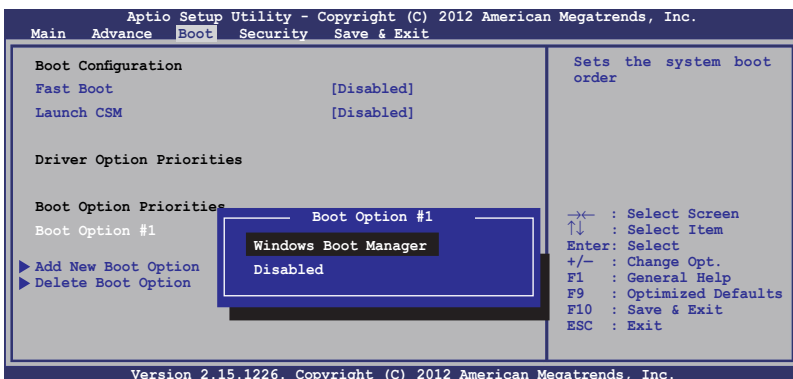 Aptio Setup Utility - Copyright (C) 2012 American Megatrends, Inc.
Main Advance Boot Security Save & Exit
Boot Configuration
Fast Boot [Disabled]
Launch CSM [Disabled]
Driver Option Priorities
Boot Option Priorities
Boot Option #1
Add New Boot Option
Delete Boot Option
Boot Option #1
Windows Boot Manager
Disabled
Sets the system boot
order
→← : Select Screen
↑↓ : Select Item
Enter: Select
+/— : Change Opt.
F1 : General Help
F9 : Optimized Defaults
F10 : Save & Exit
ESC : Exit
Version 2.15.1226. Copyright (C) 2012 American Megatrends, Inc.